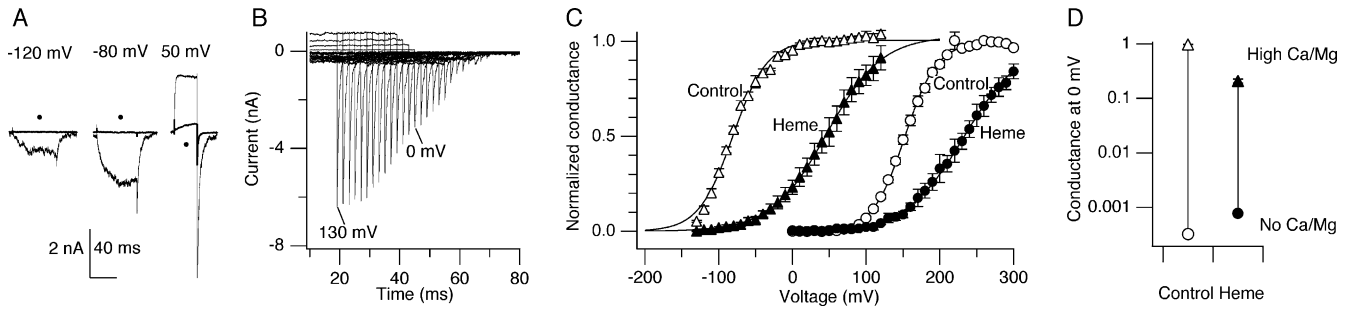 A
-120 mV
-80 mV
50 mV
2 nA
40 ms
B
Current (nA)
0
-4
-8
0 mV
130 mV
20
40
60
80
Time (ms)
C
Normalized conductance
1.0
0.5
0.0
Control
Heme
Control
Heme
-200
-100
0
100
200
300
Voltage (mV)
D
Conductance at 0 mV
1
0.1
0.01
0.001
High Ca/Mg
No Ca/Mg
Control Heme